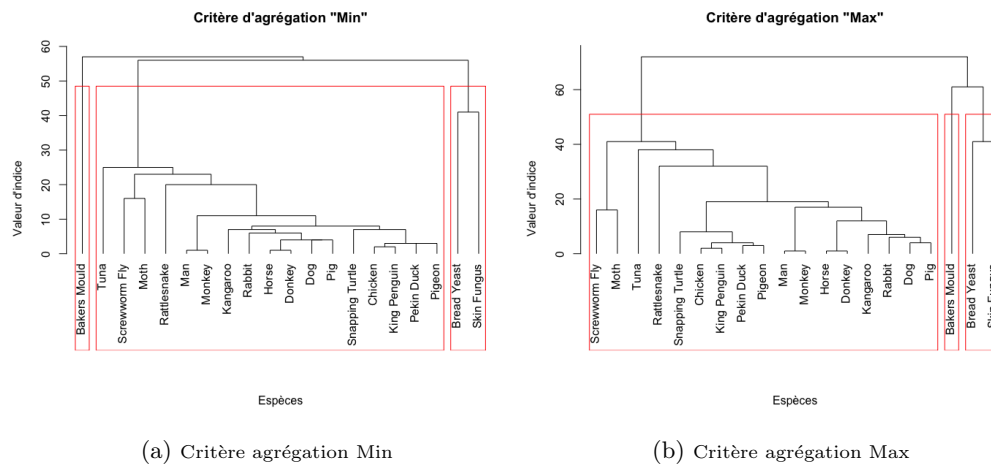 Critère d'agrégation "Min"
Valeur d'indice
0 10 20 30 40 50 60
Bakers Mould
Tuna
Screwworm Fly
Moth
Rattlesnake
Man
Monkey
Kangaroo
Rabbit
Horse
Donkey
Dog
Pig
Snapping Turtle
Chicken
King Penguin
Pekin Duck
Pigeon
Bread Yeast
Skin Fungus
Espèces
(a) Critère agrégation Min
Critère d'agrégation "Max"
Valeur d'indice
0 20 40 60
Screwworm Fly
Moth
Tuna
Rattlesnake
Snapping Turtle
Chicken
King Penguin
Pekin Duck
Pigeon
Man
Monkey
Horse
Donkey
Kangaroo
Rabbit
Dog
Pig
Bakers Mould
Bread Yeast
Skin Fungus
Espèces
(b) Critère agrégation Max